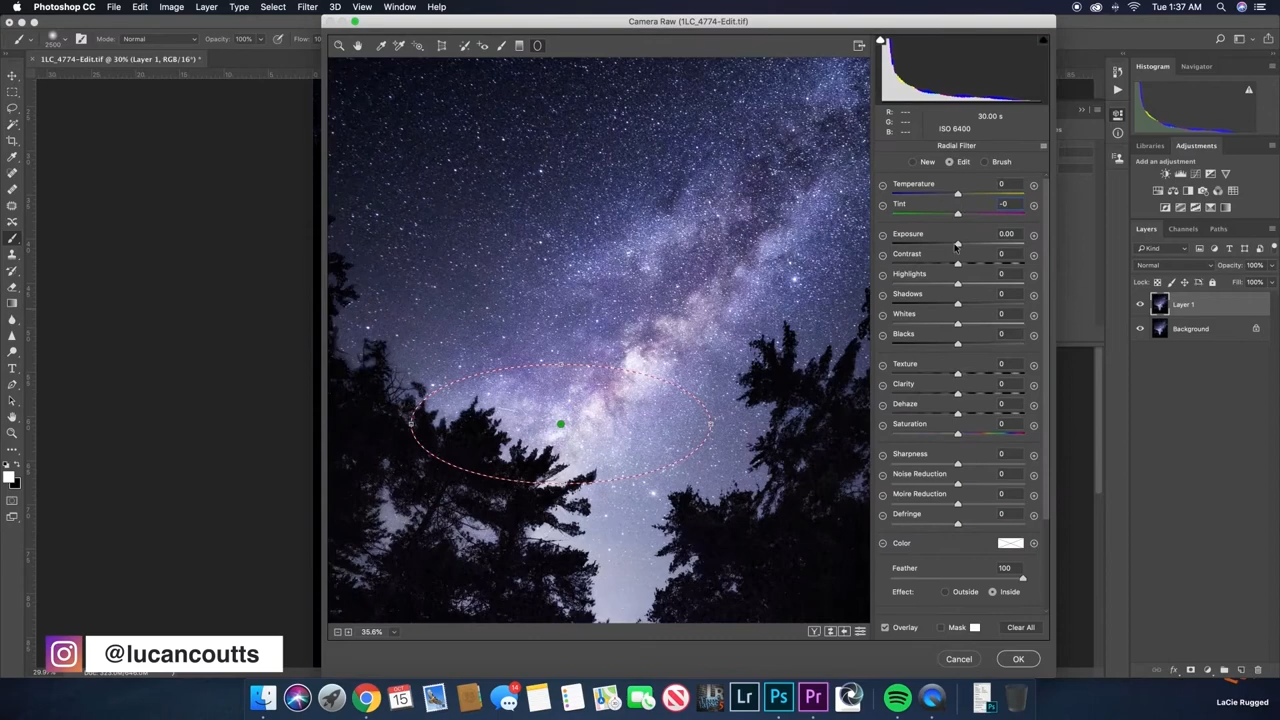 Photoshop CC File Edit Image Layer Type Select Filter 3D View Window Help
Tue 1:37 AM
Camera Raw (1LC_4774-Edit.tif)
2500 Mode: Normal Opacity: 100% Flow:
1LC_4774-Edit.tif @ 30% (Layer 1, RGB/16*) *
R: ---
G: ---
B: ---
30.00 s
ISO 6400
Radial Filter
New Edit Brush
Temperature 0
Tint -0
Exposure 0.00
Contrast 0
Highlights 0
Shadows 0
Whites 0
Blacks 0
Texture 0
Clarity 0
Dehaze 0
Saturation 0
Sharpness 0
Noise Reduction 0
Moire Reduction 0
Defringe 0
Color
Feather 100
Effect: Outside Inside
Overlay Mask Clear All
35.6%
Cancel OK
Histogram Navigator
Libraries Adjustments
Add an adjustment
Layers Channels Paths
Kind
Normal Opacity: 100%
Lock: Fill: 100%
Layer 1
Background
@lucancoutts
14
OCT
15
Lr Ps Pr
LaCie Rugged